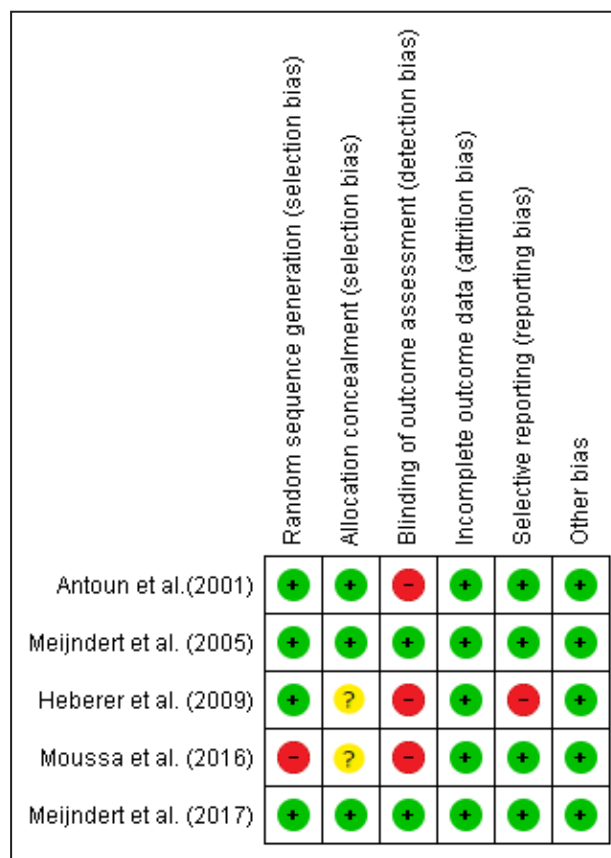 Random sequence generation (selection bias)
Allocation concealment (selection bias)
Blinding of outcome assessment (detection bias)
Incomplete outcome data (attrition bias)
Selective reporting (reporting bias)
Other bias
Antoun et al.(2001) + + - + + +
Meijndert et al. (2005) + + + + + +
Heberer et al. (2009) + ? - + - +
Moussa et al. (2016) - ? - + + +
Meijndert et al. (2017) + + + + + +